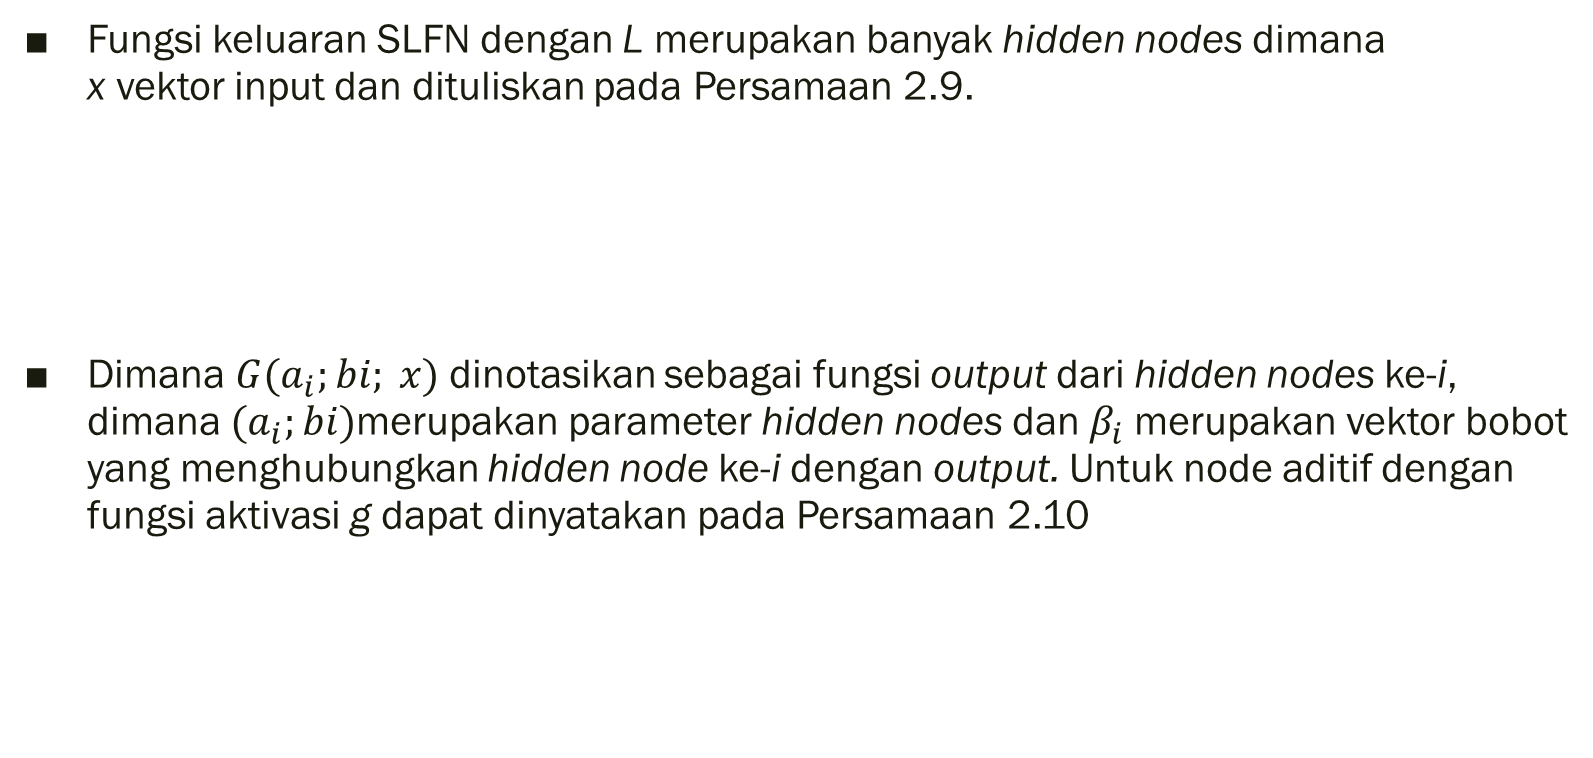 ▪ Fungsi keluaran SLFN dengan L merupakan banyak hidden nodes dimana
x vektor input dan dituliskan pada Persamaan 2.9.
▪ Dimana G(aᵢ; bi; x) dinotasikan sebagai fungsi output dari hidden nodes ke-i,
dimana (aᵢ; bi)merupakan parameter hidden nodes dan βᵢ merupakan vektor bobot
yang menghubungkan hidden node ke-i dengan output. Untuk node aditif dengan
fungsi aktivasi g dapat dinyatakan pada Persamaan 2.10